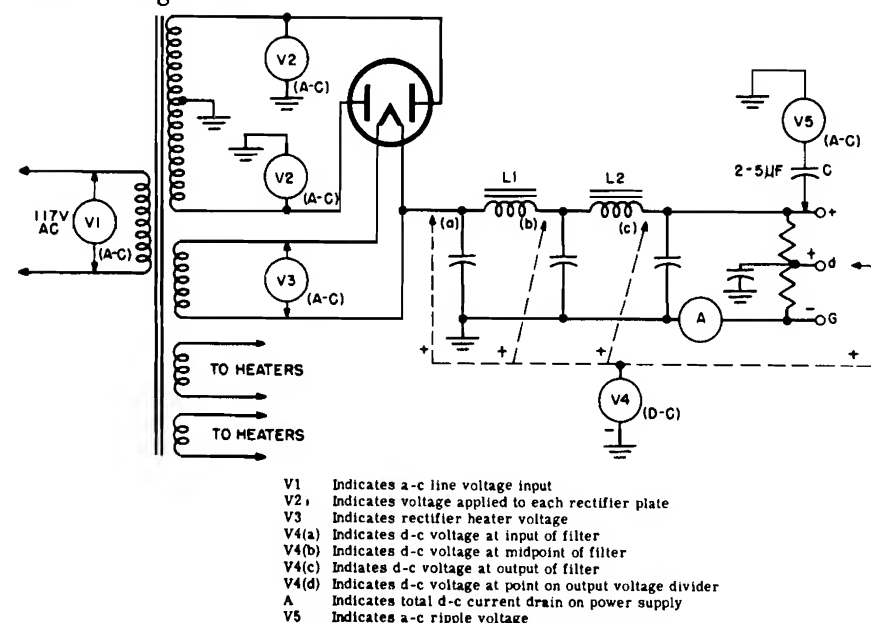 V2
(A-C)
V2
(A-C)
V5
(A-C)
2-5µF C
L1 L2
117V
AC
V1
(A-C)
(a) (b) (c)
+
+
d
V3
(A-C)
A
-
G
+ + + +
TO HEATERS
V4
(D-C)
-
TO HEATERS
V1 Indicates a-c line voltage input
V2, Indicates voltage applied to each rectifier plate
V3 Indicates rectifier heater voltage
V4(a) Indicates d-c voltage at input of filter
V4(b) Indicates d-c voltage at midpoint of filter
V4(c) Indiates d-c voltage at output of filter
V4(d) Indicates d-c voltage at point on output voltage divider
A Indicates total d-c current drain on power supply
V5 Indicates a-c ripple voltage